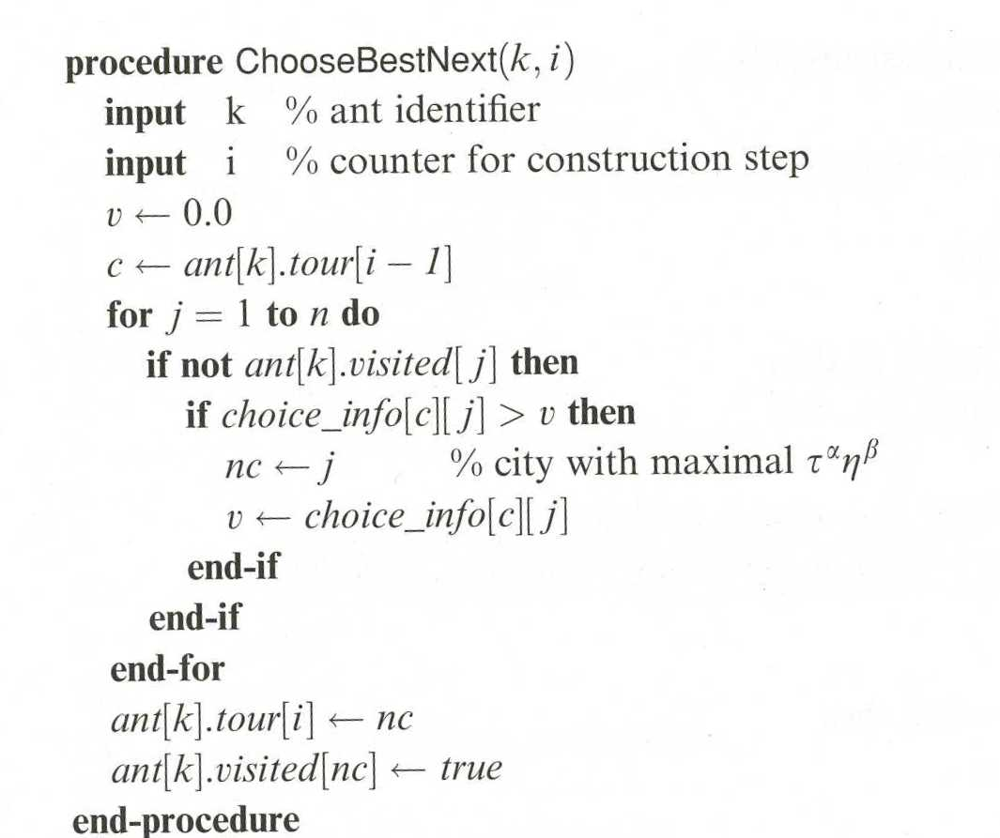 procedure ChooseBestNext(k, i)
input k % ant identifier
input i % counter for construction step
v ← 0.0
c ← ant[k].tour[i − 1]
for j = 1 to n do
if not ant[k].visited[j] then
if choice_info[c][j] > v then
nc ← j % city with maximal τ^α η^β
v ← choice_info[c][j]
end-if
end-if
end-for
ant[k].tour[i] ← nc
ant[k].visited[nc] ← true
end-procedure